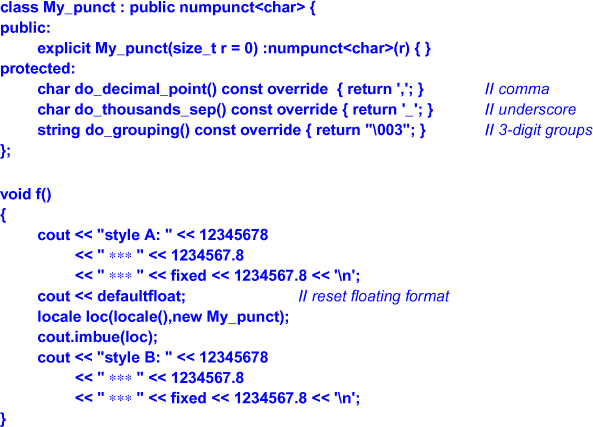 class My_punct : public numpunct<char> {
public:
explicit My_punct(size_t r = 0) :numpunct<char>(r) { }
protected:
char do_decimal_point() const override { return ','; } // comma
char do_thousands_sep() const override { return '_'; } // underscore
string do_grouping() const override { return "\003"; } // 3-digit groups
};

void f()
{
cout << "style A: " << 12345678
<< " ∗∗∗ " << 1234567.8
<< " ∗∗∗ " << fixed << 1234567.8 << '\n';
cout << defaultfloat; // reset floating format
locale loc(locale(),new My_punct);
cout.imbue(loc);
cout << "style B: " << 12345678
<< " ∗∗∗ " << 1234567.8
<< " ∗∗∗ " << fixed << 1234567.8 << '\n';
}